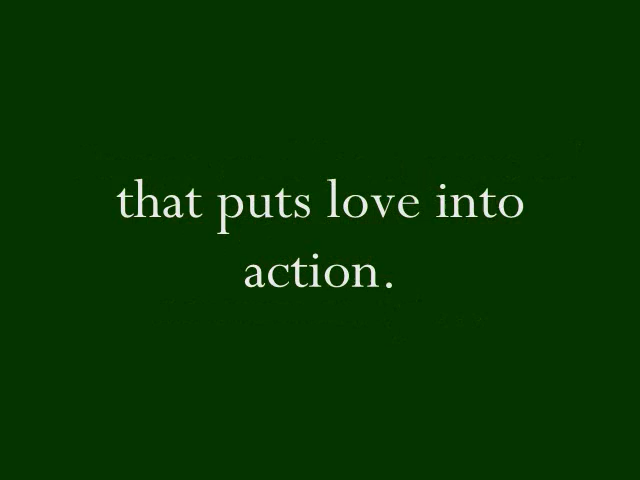 that puts love into
action.